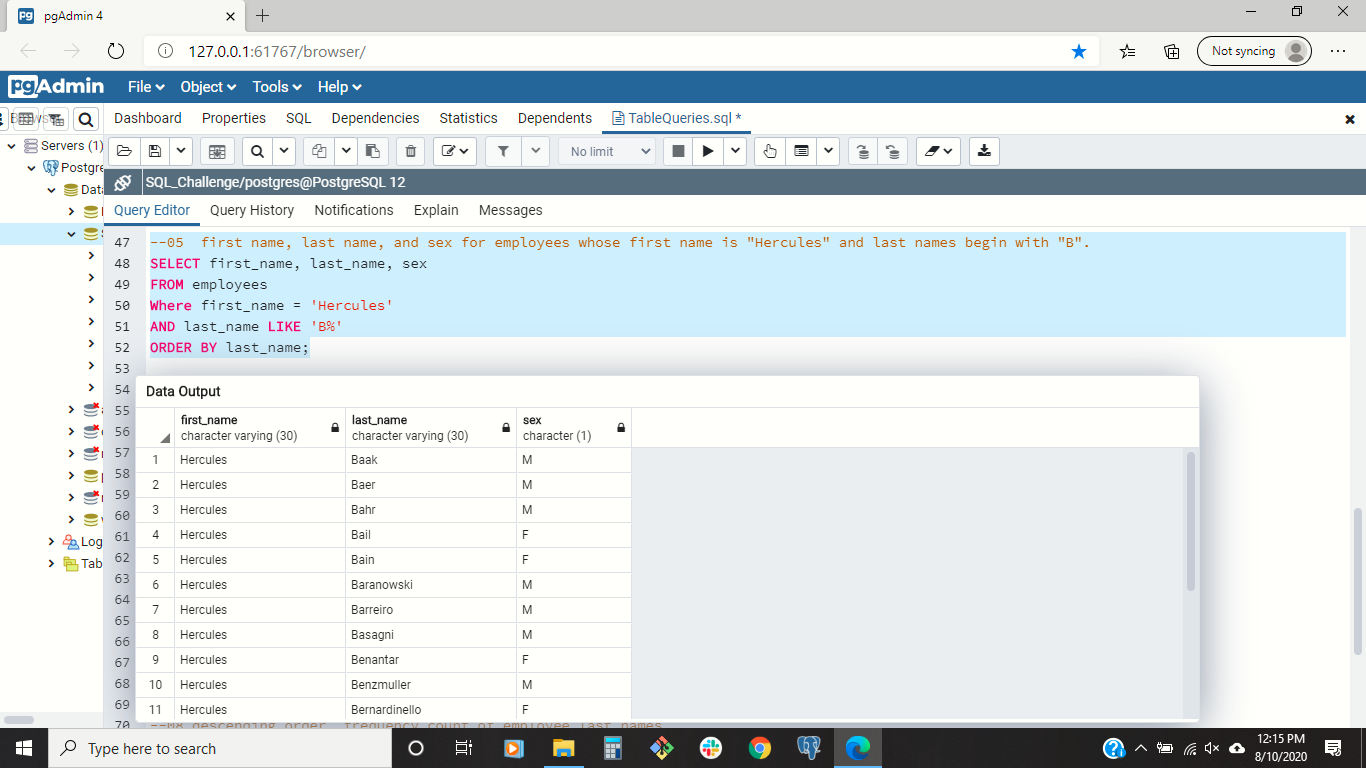 pgAdmin 4
127.0.0.1:61767/browser/
Not syncing
pgAdmin
File Object Tools Help
Dashboard Properties SQL Dependencies Statistics Dependents TableQueries.sql *
Servers (1)
Postgre
Data
Log
Tab
No limit
SQL_Challenge/postgres@PostgreSQL 12
Query Editor Query History Notifications Explain Messages
47 --05  first name, last name, and sex for employees whose first name is "Hercules" and last names begin with "B".
48 SELECT first_name, last_name, sex
49 FROM employees
50 Where first_name = 'Hercules'
51 AND last_name LIKE 'B%'
52 ORDER BY last_name;
53
54
55
56
57
58
59
60
61
62
63
64
65
66
67
68
69
70 --M8 descending order, frequency count of employee last names
Data Output
first_name last_name sex
character varying (30) character varying (30) character (1)
1 Hercules Baak M
2 Hercules Baer M
3 Hercules Bahr M
4 Hercules Bail F
5 Hercules Bain F
6 Hercules Baranowski M
7 Hercules Barreiro M
8 Hercules Basagni M
9 Hercules Benantar F
10 Hercules Benzmuller M
11 Hercules Bernardinello F
Type here to search
12:15 PM
8/10/2020